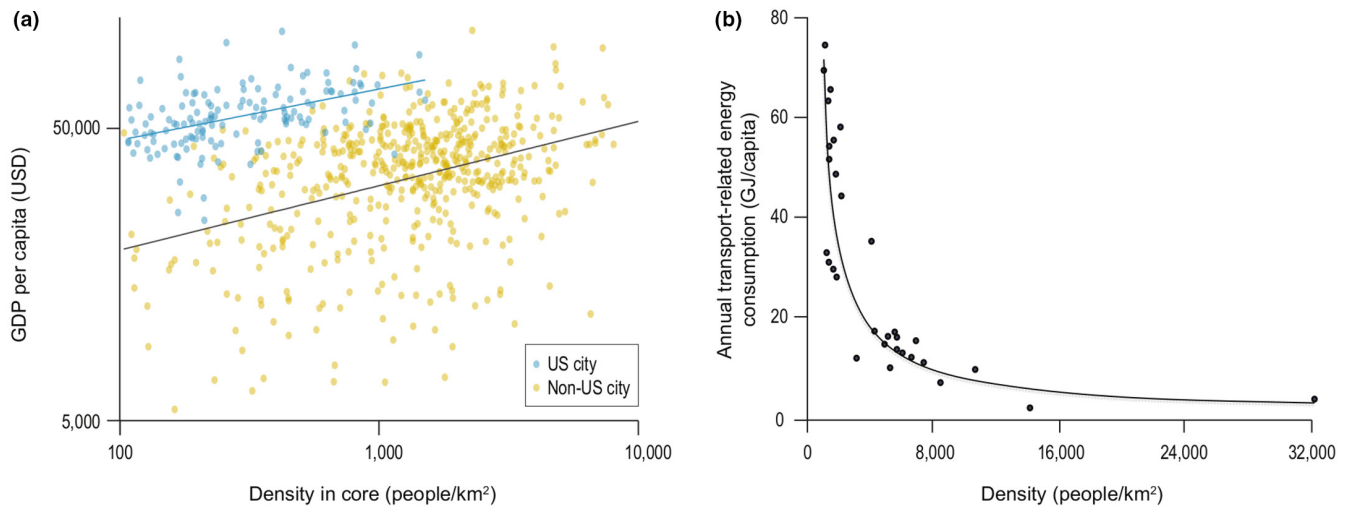 (a)
GDP per capita (USD)
50,000
5,000
100
1,000
10,000
Density in core (people/km²)
US city
Non-US city
(b)
Annual transport-related energy
consumption (GJ/capita)
80
60
40
20
0
0
8,000
16,000
24,000
32,000
Density (people/km²)